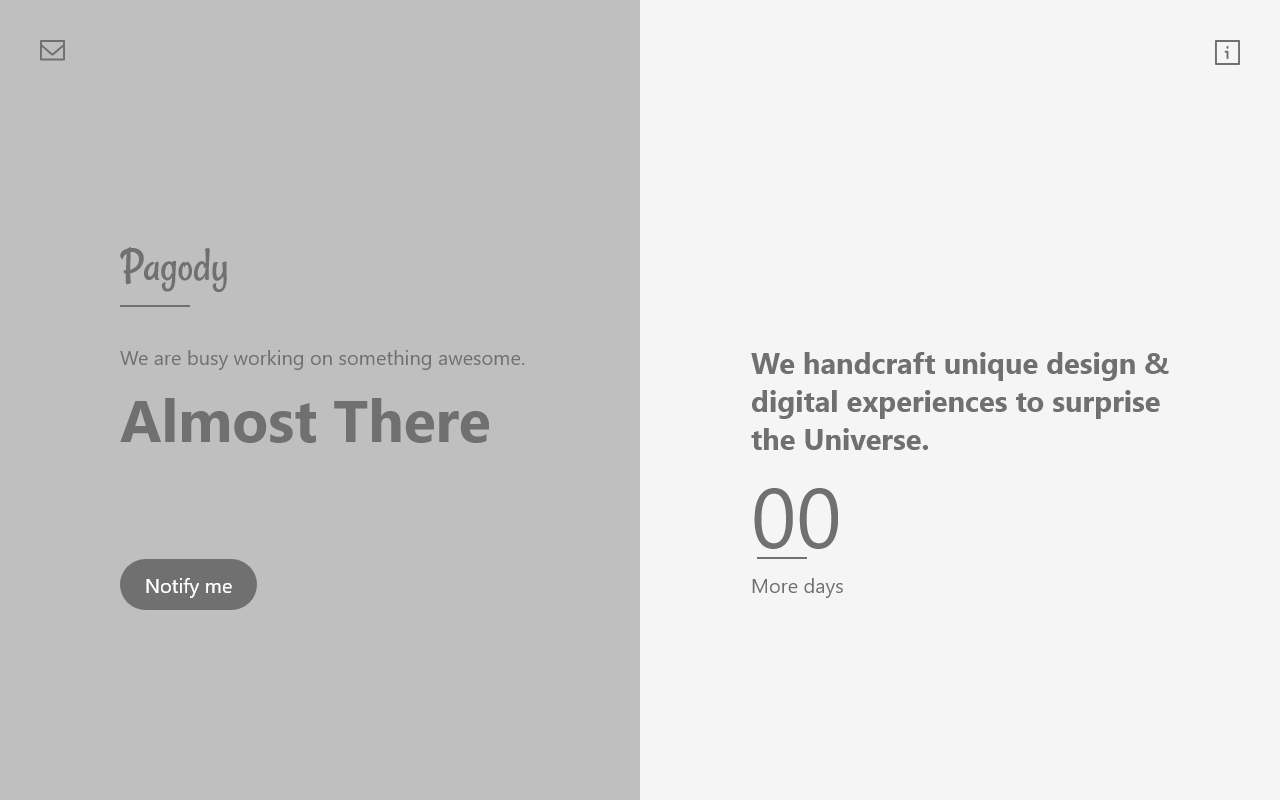 Pagody
We are busy working on something awesome.
Almost There
Notify me
We handcraft unique design &
digital experiences to surprise
the Universe.
00
More days